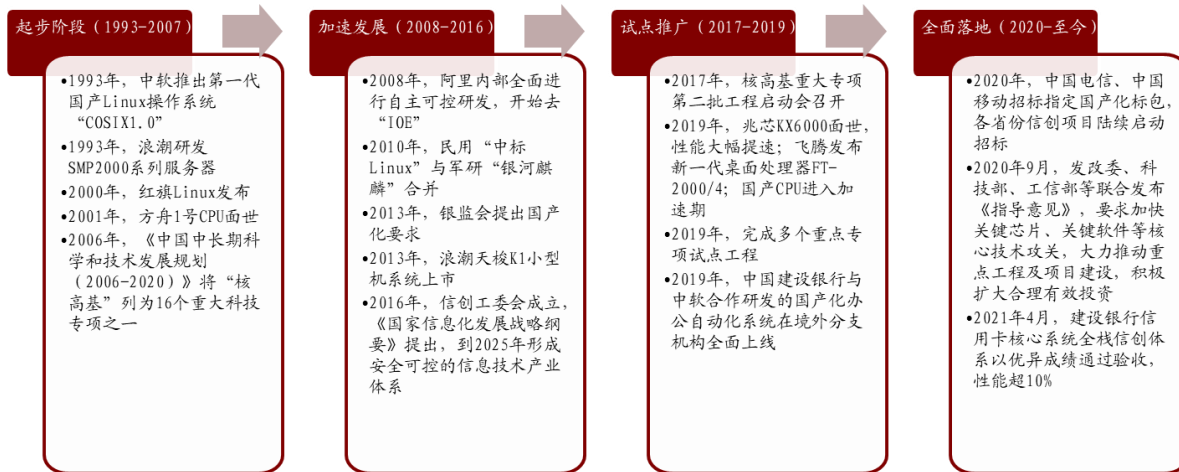 起步阶段（1993-2007）
•1993年，中软推出第一代
国产Linux操作系统
“COSIX1.0”
•1993年，浪潮研发
SMP2000系列服务器
•2000年，红旗Linux发布
•2001年，方舟1号CPU面世
•2006年，《中国中长期科
学和技术发展规划
（2006-2020）》将“核
高基”列为16个重大科技
专项之一
加速发展（2008-2016）
•2008年，阿里内部全面进
行自主可控研发，开始去
“IOE”
•2010年，民用“中标
Linux”与军研“银河麒
麟”合并
•2013年，银监会提出国产
化要求
•2013年，浪潮天梭K1小型
机系统上市
•2016年，信创工委会成立，
《国家信息化发展战略纲
要》提出，到2025年形成
安全可控的信息技术产业
体系
试点推广（2017-2019）
•2017年，核高基重大专项
第二批工程启动会召开
•2019年，兆芯KX6000面世，
性能大幅提速；飞腾发布
新一代桌面处理器FT-
2000/4；国产CPU进入加
速期
•2019年，完成多个重点专
项试点工程
•2019年，中国建设银行与
中软合作研发的国产化办
公自动化系统在境外分支
机构全面上线
全面落地（2020-至今）
•2020年，中国电信、中国
移动招标指定国产化标包，
各省份信创项目陆续启动
招标
•2020年9月，发改委、科
技部、工信部等联合发布
《指导意见》，要求加快
关键芯片、关键软件等核
心技术攻关，大力推动重
点工程及项目建设，积极
扩大合理有效投资
•2021年4月，建设银行信
用卡核心系统全栈信创体
系以优异成绩通过验收，
性能超10%